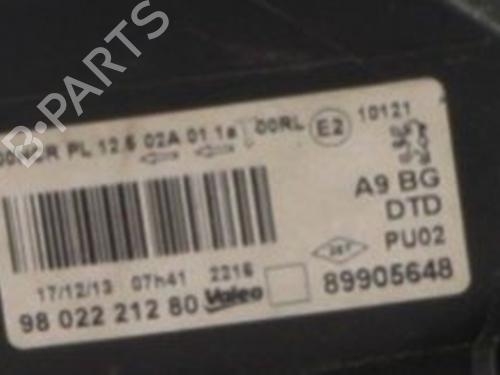 B-PARTS
R PL 12.5 02A 01 1a 00RL E2 10121
A9 BG
DTD
PU02
17/12/13 07h41 2216
89905648
98 022 212 80 Valeo